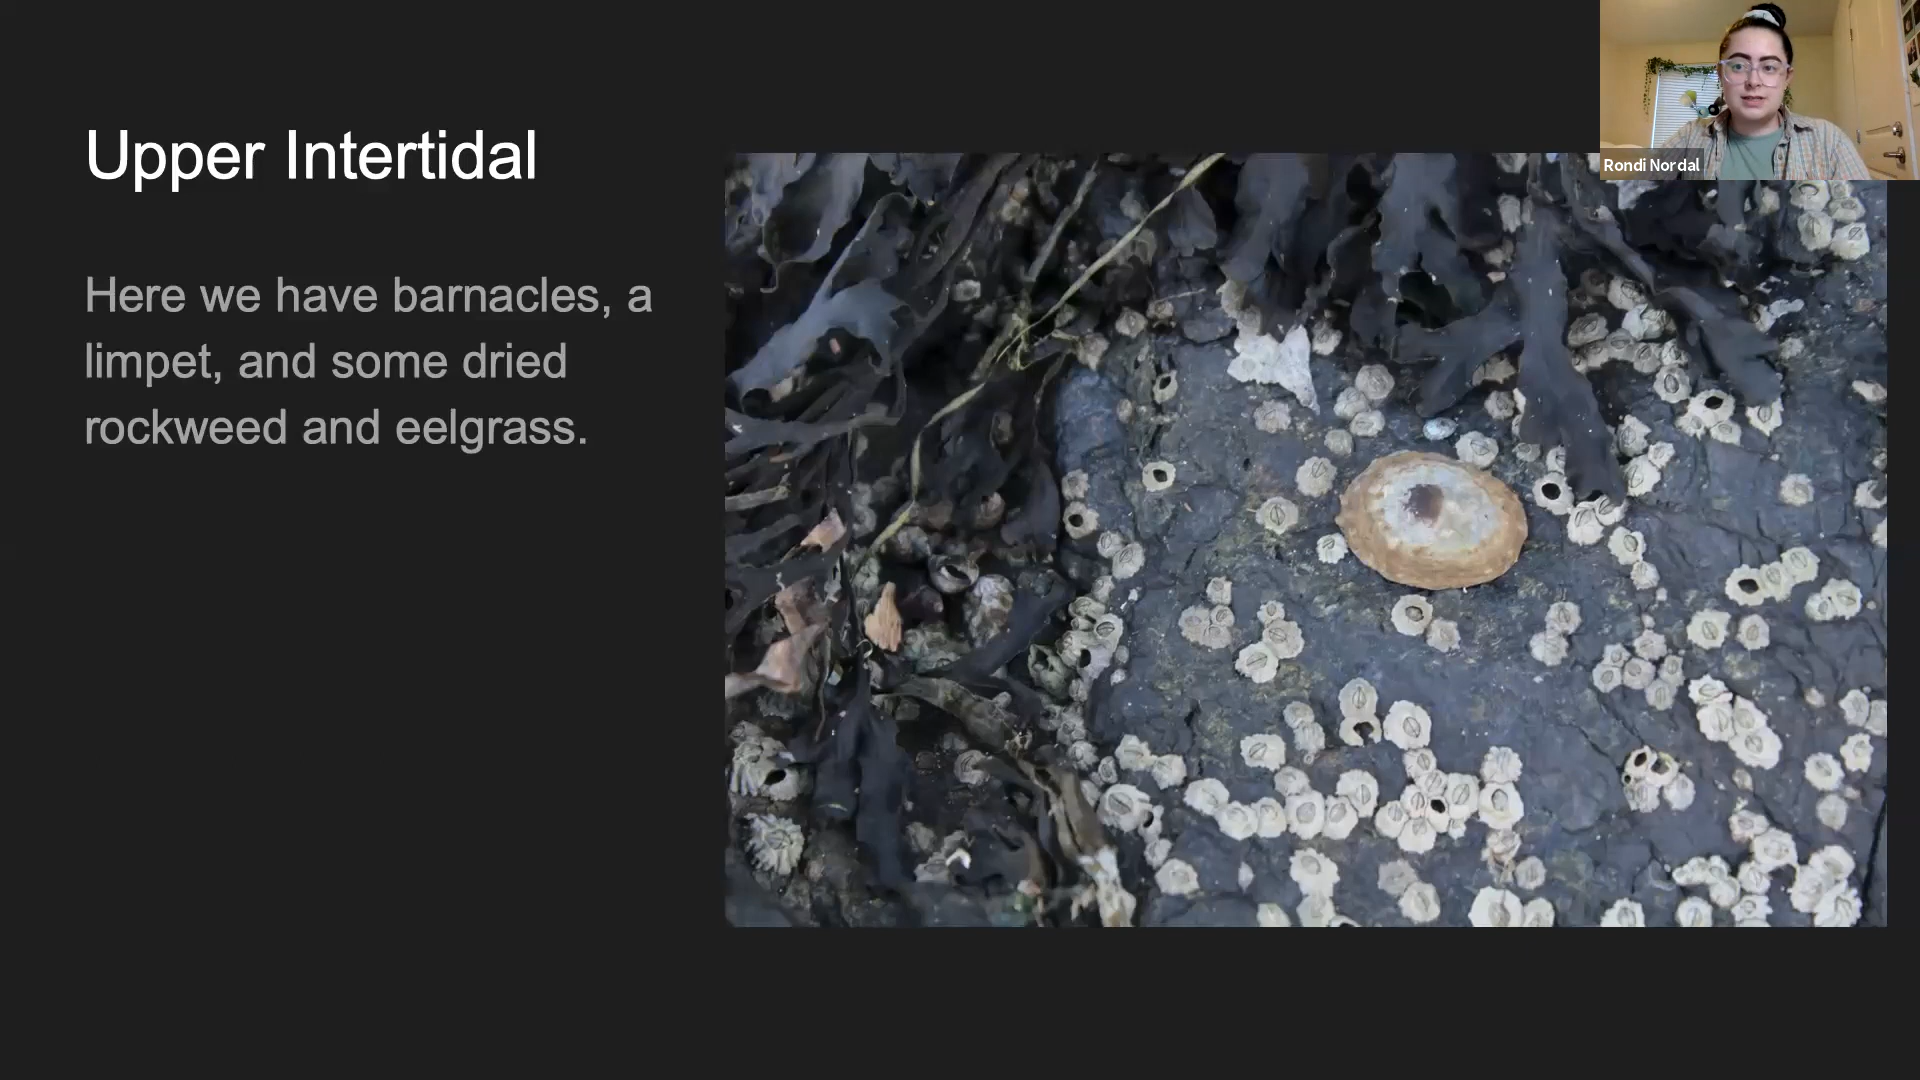 Upper Intertidal
Here we have barnacles, a
limpet, and some dried
rockweed and eelgrass.
Rondi Nordal